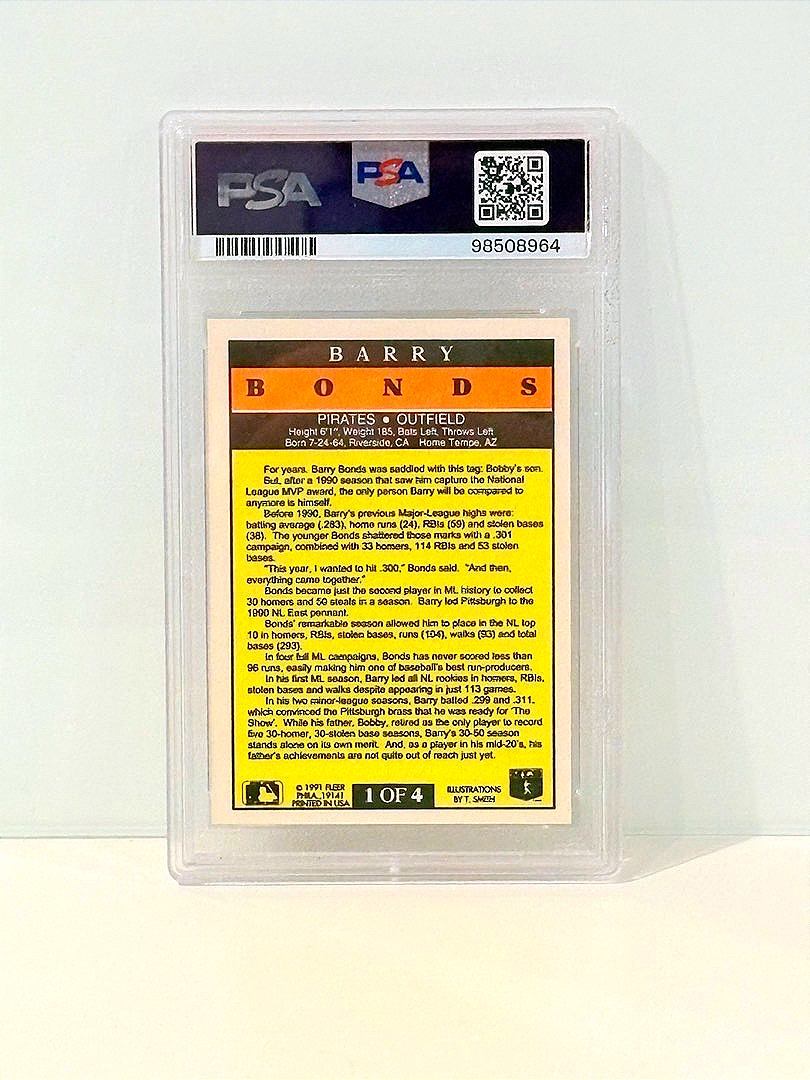 PSA PSA
98508964
BARRY
BONDS
PIRATES • OUTFIELD
Height 6'1", Weight 185, Bats Left, Throws Left
Born 7-24-64, Riverside, CA Home Tempe, AZ
For years, Barry Bonds was saddled with this tag: Bobby's son.
But, after a 1990 season that saw him capture the National
League MVP award, the only person Barry will be compared to
anymore is himself.
Before 1990, Barry's previous Major-League highs were:
batting average (.283), home runs (24), RBIs (59) and stolen bases
(38). The younger Bonds shattered those marks with a .301
campaign, combined with 33 homers, 114 RBIs and 53 stolen
bases.
"This year, I wanted to hit .300," Bonds said. "And then,
everything came together."
Bonds became just the second player in ML history to collect
30 homers and 50 steals in a season. Barry led Pittsburgh to the
1990 NL East pennant.
Bonds' remarkable season allowed him to place in the NL top
10 in homers, RBIs, stolen bases, runs (104), walks (93) and total
bases (293).
In four full ML campaigns, Bonds has never scored less than
96 runs, easily making him one of baseball's best run-producers.
In his first ML season, Barry led all NL rookies in homers, RBIs,
stolen bases and walks despite appearing in just 113 games.
In his two minor-league seasons, Barry batted .299 and .311,
which convinced the Pittsburgh brass that he was ready for 'The
Show'. While his father, Bobby, retired as the only player to record
five 30-homer, 30-stolen base seasons, Barry's 30-50 season
stands alone on its own merit. And, as a player in his mid-20's, his
father's achievements are not quite out of reach just yet.
© 1991 FLEER
PHILA., 19141
PRINTED IN USA
1 OF 4
ILLUSTRATIONS
BY T. SMITH